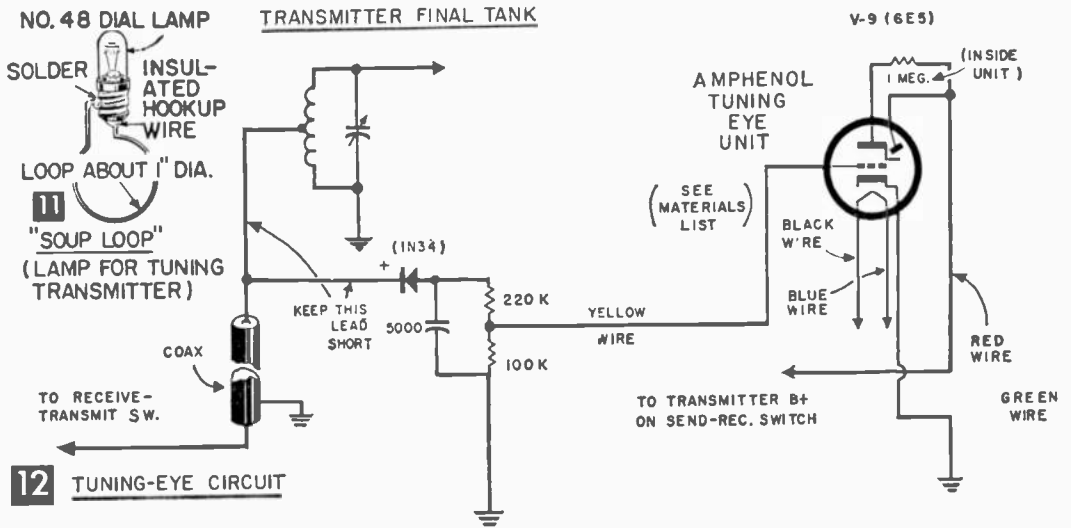 NO. 48 DIAL LAMP
SOLDER
INSUL-
ATED
HOOKUP
WIRE
LOOP ABOUT 1" DIA.
11
"SOUP LOOP"
(LAMP FOR TUNING
TRANSMITTER)
TRANSMITTER FINAL TANK
V-9 (6E5)
1 MEG.
(INSIDE
UNIT)
AMPHENOL
TUNING
EYE
UNIT
(SEE
MATERIALS
LIST)
BLACK
W'RE
BLUE
WIRE
RED
WIRE
GREEN
WIRE
(1N34)
+
KEEP THIS
LEAD
SHORT
5000
220 K
100K
YELLOW
WIRE
COAX
TO RECEIVE-
TRANSMIT SW.
TO TRANSMITTER B+
ON SEND-REC. SWITCH
12 TUNING-EYE CIRCUIT